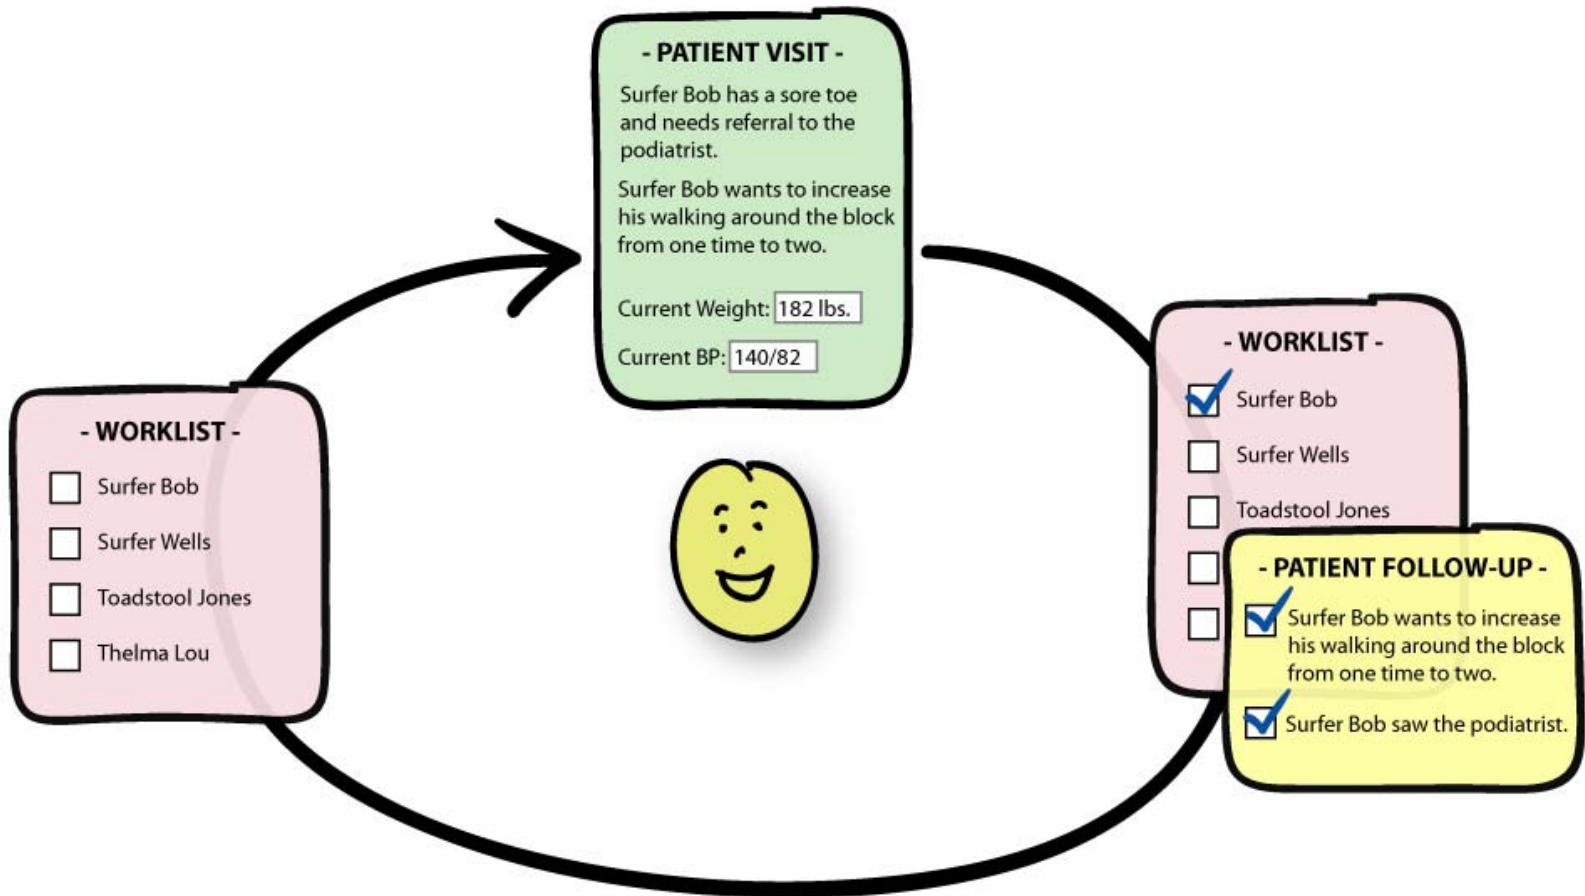 - PATIENT VISIT -
Surfer Bob has a sore toe
and needs referral to the
podiatrist.
Surfer Bob wants to increase
his walking around the block
from one time to two.
Current Weight: 182 lbs.
Current BP: 140/82
- WORKLIST -
Surfer Bob
Surfer Wells
Toadstool Jones
Thelma Lou
- WORKLIST -
Surfer Bob
Surfer Wells
Toadstool Jones
- PATIENT FOLLOW-UP -
Surfer Bob wants to increase
his walking around the block
from one time to two.
Surfer Bob saw the podiatrist.